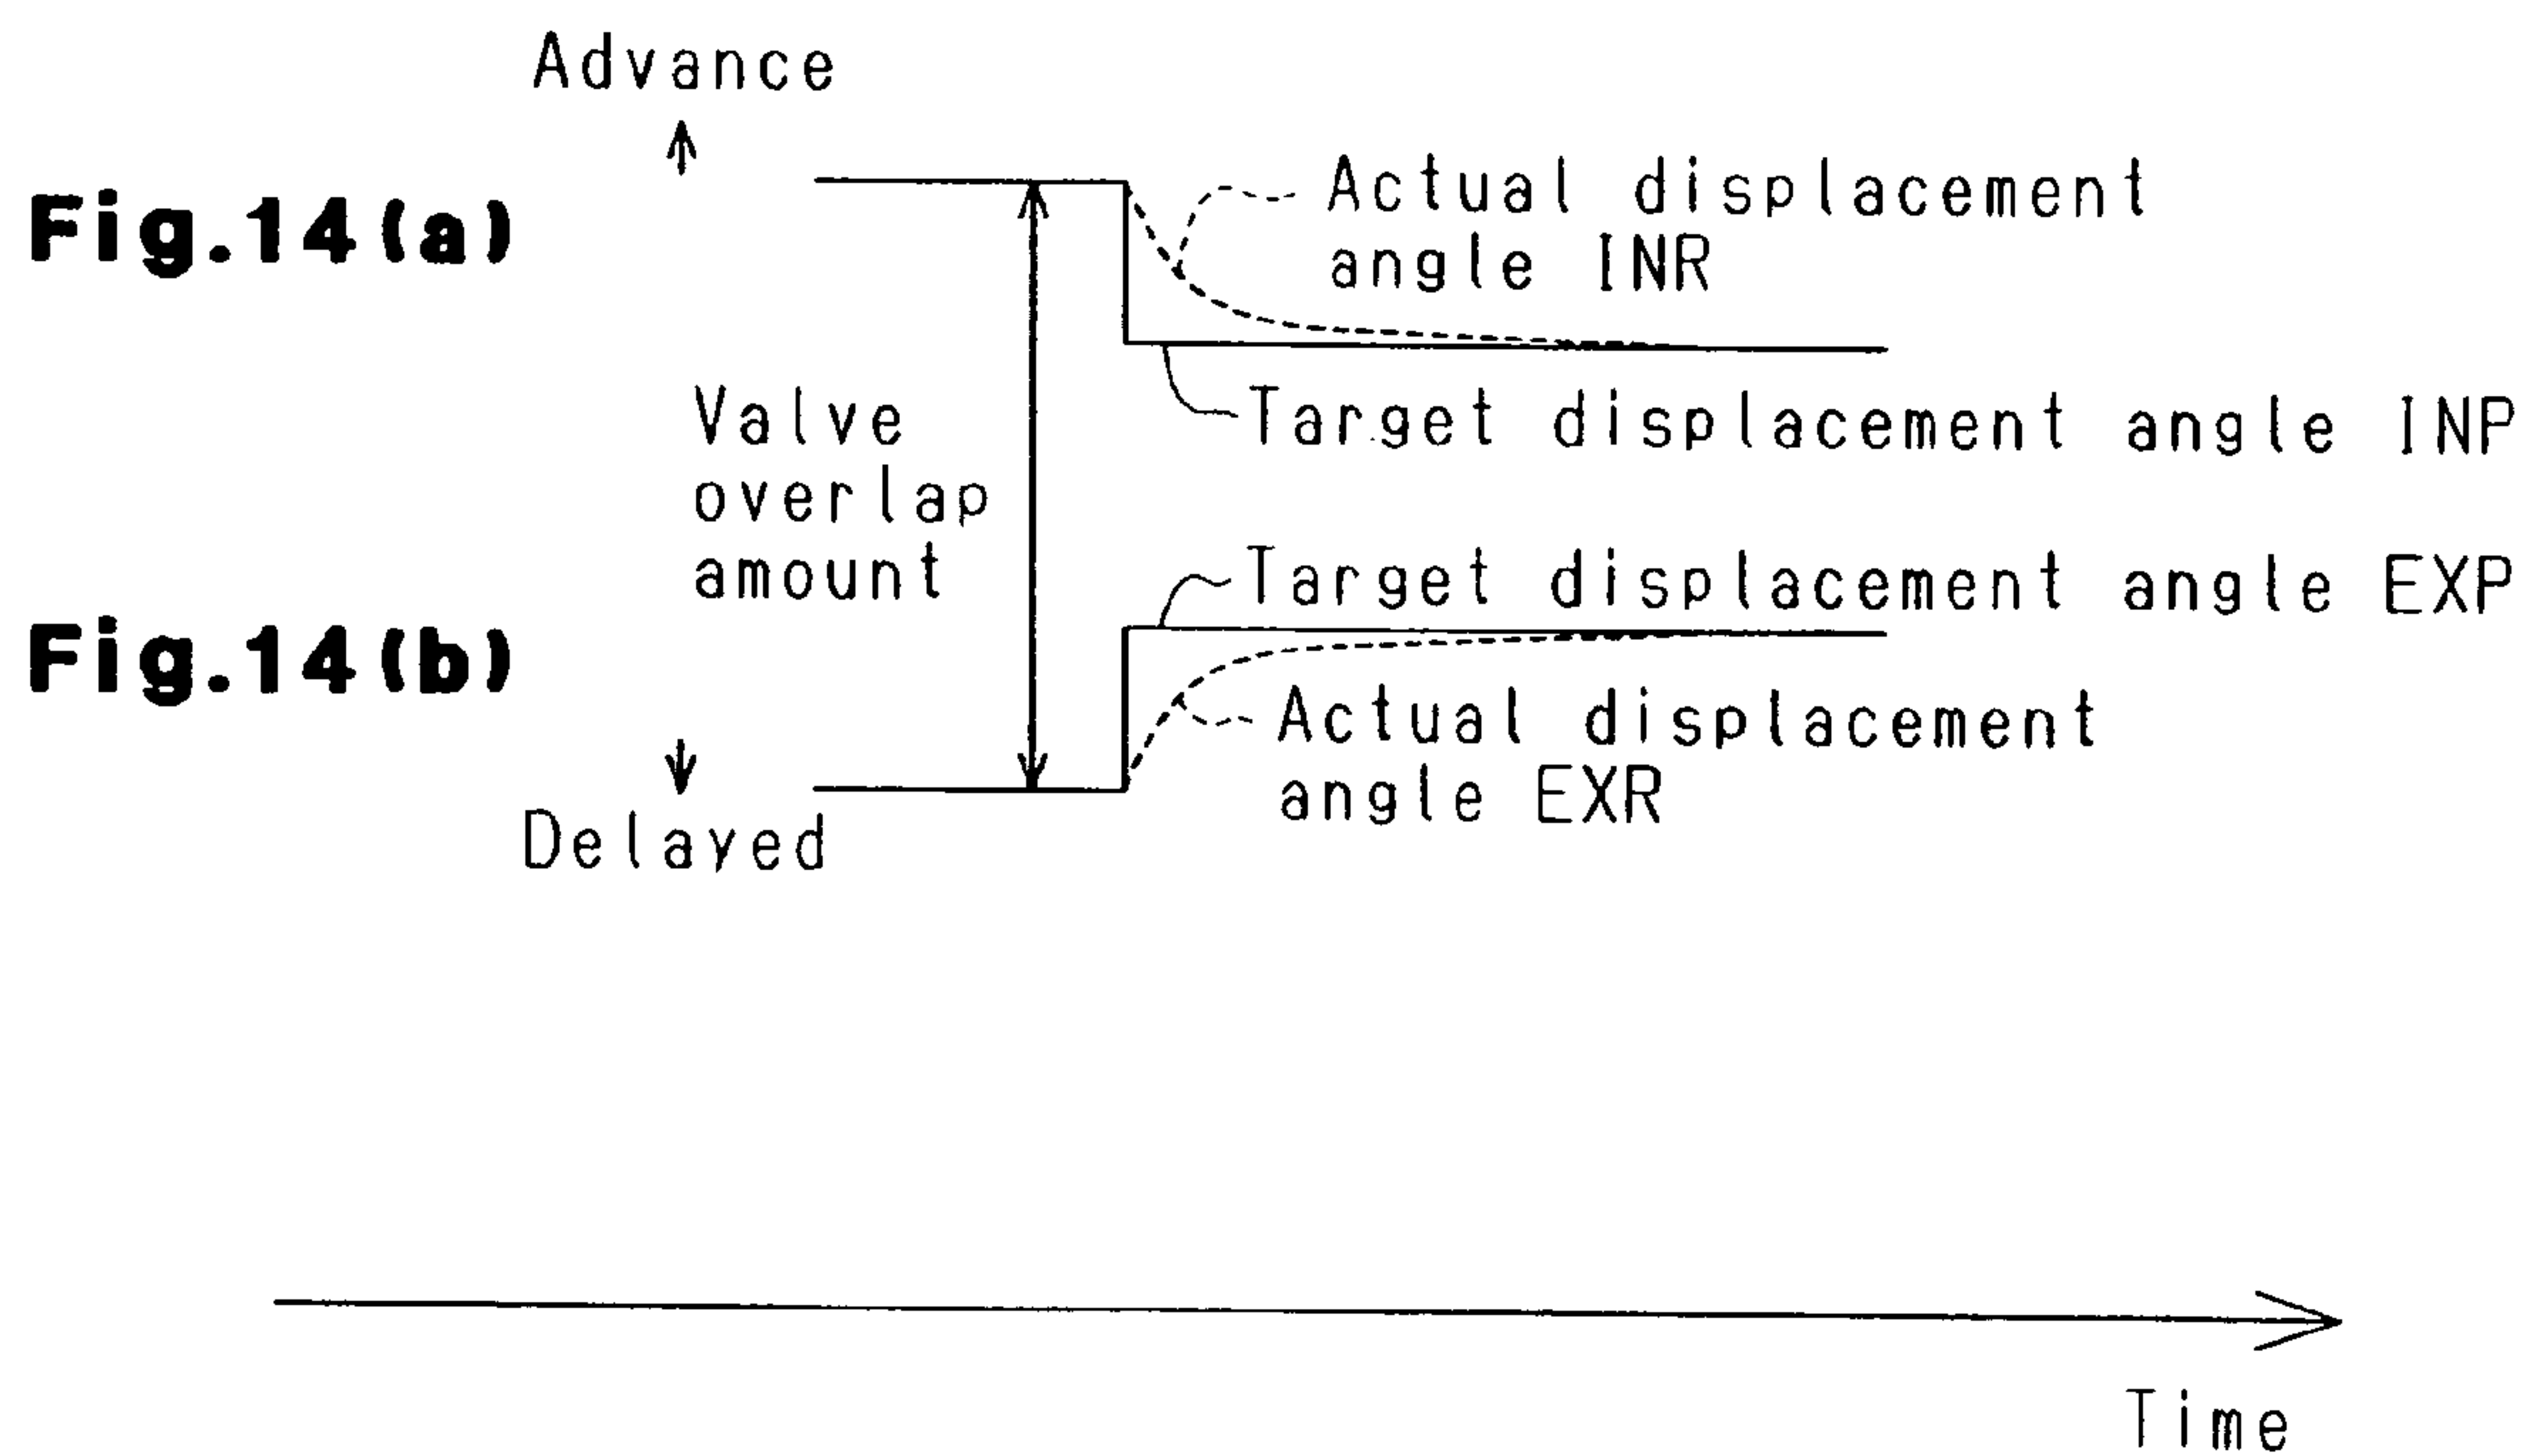 Advance
Fig.14(a)
Actual displacement
angle INR
Target displacement angle INP
Valve
overlap
amount
Target displacement angle EXP
Fig.14(b)
Actual displacement
angle EXR
Delayed
Time